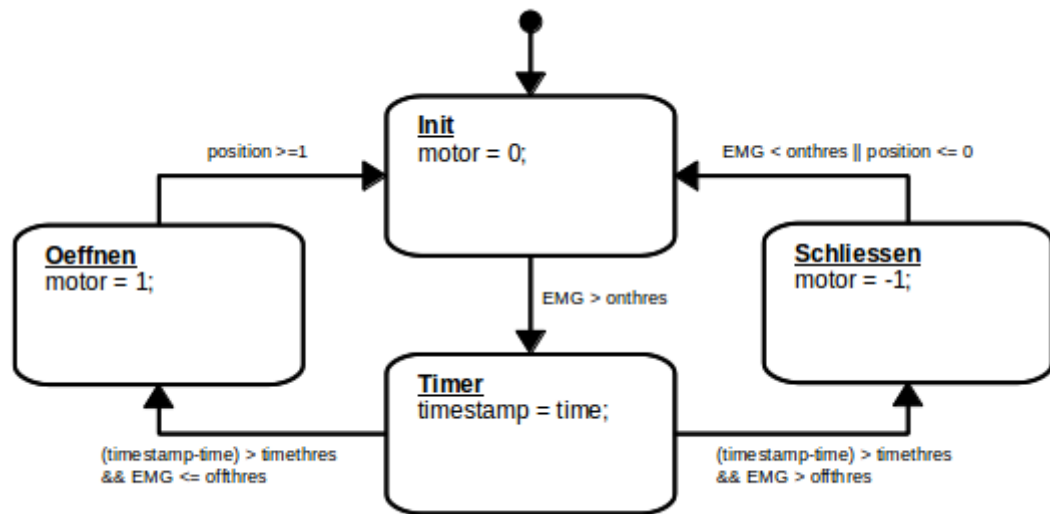 Init
motor = 0;
position >=1
EMG < onthres || position <= 0
Oeffnen
motor = 1;
Schliessen
motor = -1;
EMG > onthres
Timer
timestamp = time;
(timestamp-time) > timethres
&& EMG <= offthres
(timestamp-time) > timethres
&& EMG > offthres